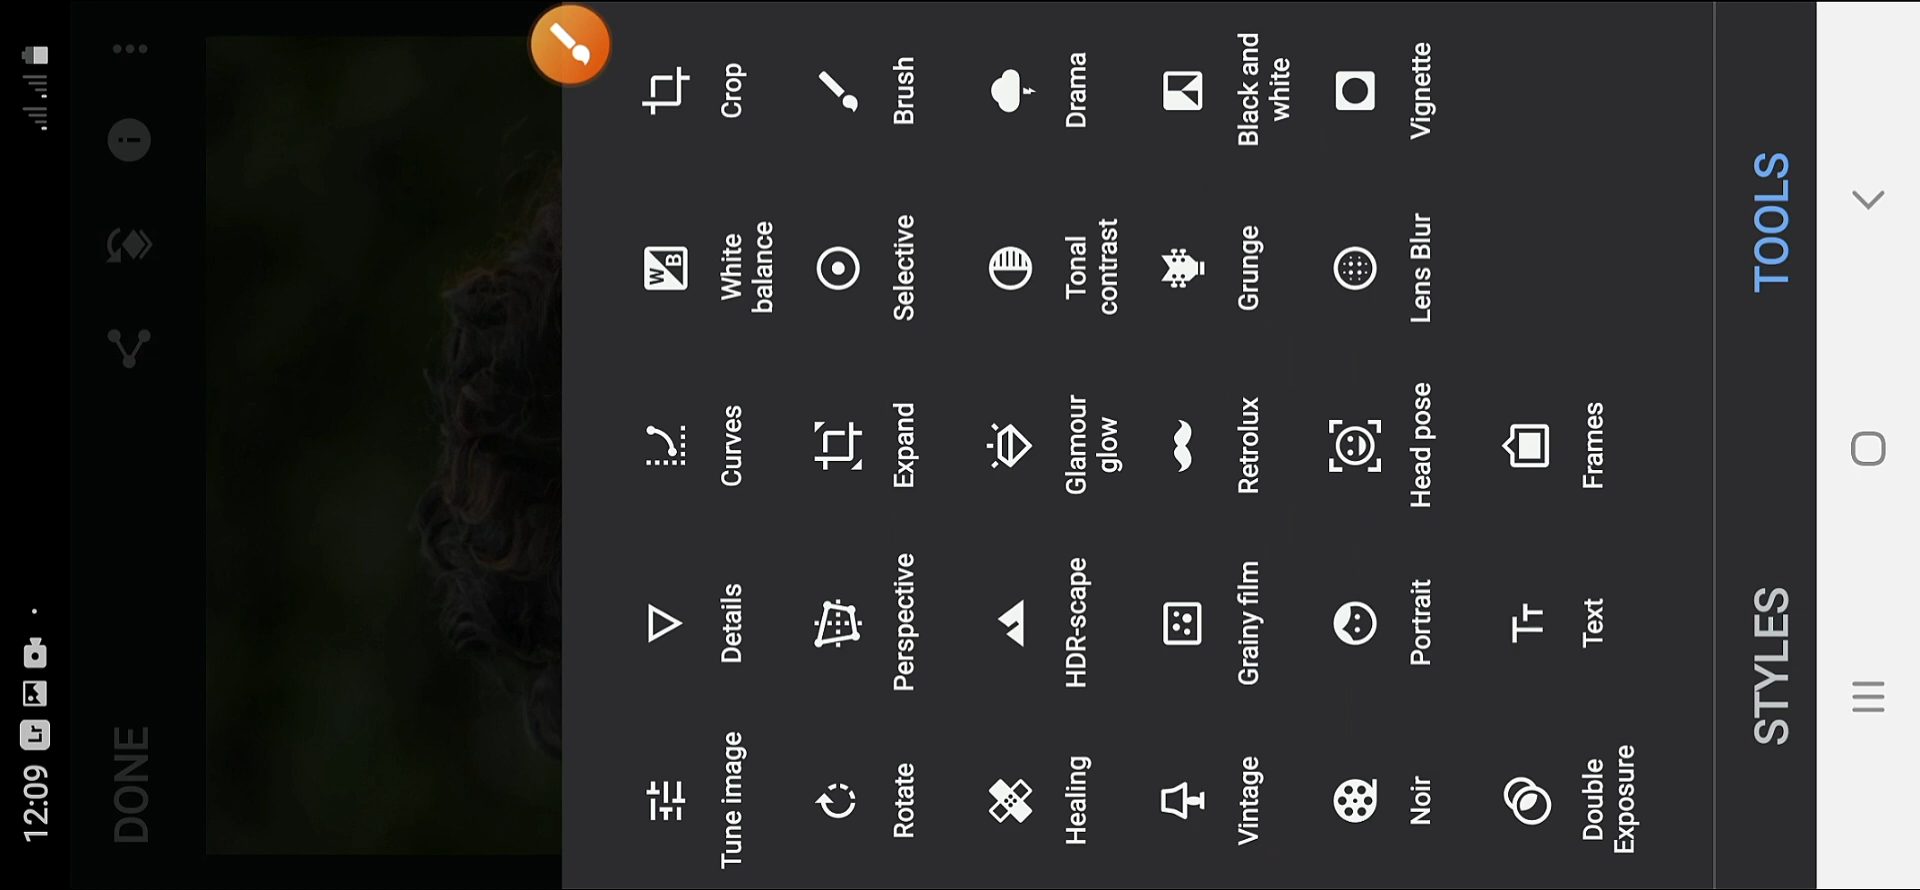 12:09 Lr
DONE
Tune image
Details
Curves
White
balance
Crop
Rotate
Perspective
Expand
Selective
Brush
Healing
HDR-scape
Glamour
glow
Tonal
contrast
Drama
Vintage
Grainy film
Retrolux
Grunge
Black and
white
Noir
Portrait
Head pose
Lens Blur
Vignette
Double
Exposure
Text
Frames
STYLES
TOOLS